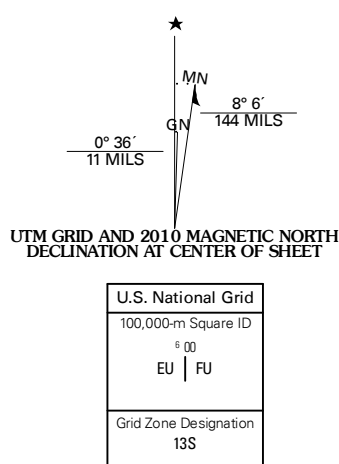 ★
MN
GN
8° 6´
144 MILS
0° 36´
11 MILS
UTM GRID AND 2010 MAGNETIC NORTH
DECLINATION AT CENTER OF SHEET
U.S. National Grid
100,000-m Square ID
6 00
EU FU
Grid Zone Designation
13S